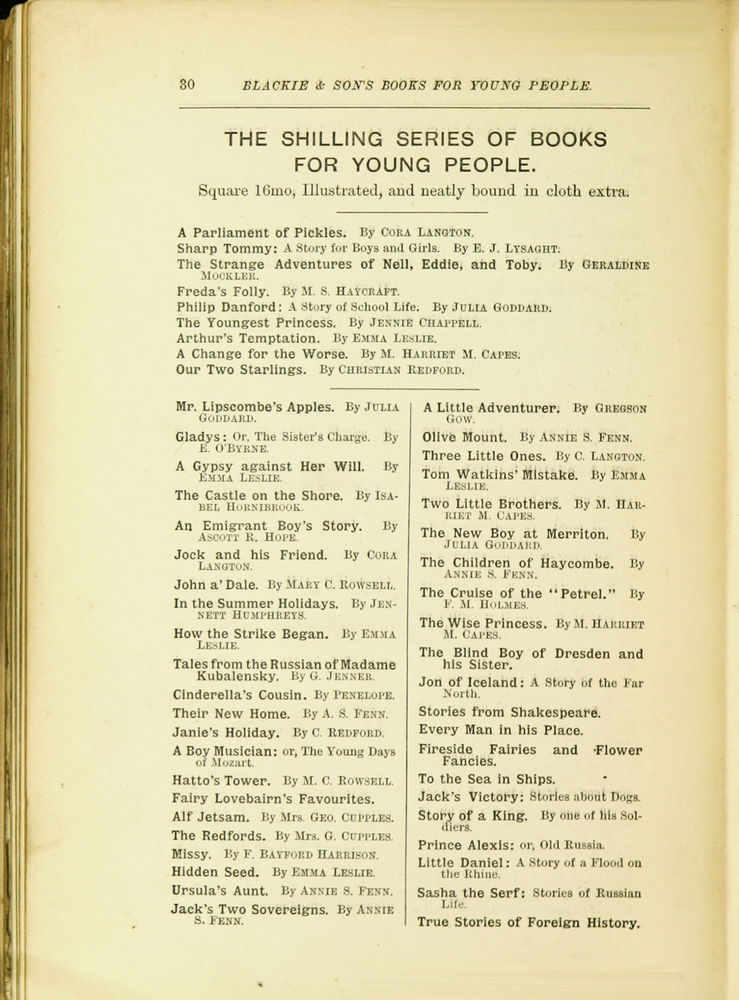 30 BLACKIE & SON'S BOOKS FOR YOUNG PEOPLE.
THE SHILLING SERIES OF BOOKS
FOR YOUNG PEOPLE.
Square 16mo, Illustrated, and neatly bound in cloth extra.
A Parliament of Pickles. By CORA LANGTON.
Sharp Tommy: A Story for Boys and Girls. By E. J. LYSAGHT.
The Strange Adventures of Nell, Eddie, and Toby. By GERALDINE
MOCKLER.
Freda's Folly. By M. S. HAYCRAFT.
Philip Danford: A Story of School Life. By JULIA GODDARD.
The Youngest Princess. By JENNIE CHAPPELL.
Arthur's Temptation. By EMMA LESLIE.
A Change for the Worse. By M. HARRIET M. CAPES.
Our Two Starlings. By CHRISTIAN REDFORD.
Mr. Lipscombe's Apples. By JULIA
GODDARD.
Gladys: Or, The Sister's Charge. By
E. O'BYRNE.
A Gypsy against Her Will. By
EMMA LESLIE.
The Castle on the Shore. By ISA-
BEL HORNIBROOK.
An Emigrant Boy's Story. By
ASCOTT R. HOPE.
Jock and his Friend. By CORA
LANGTON.
John a' Dale. By MARY C. ROWSELL.
In the Summer Holidays. By JEN-
NETT HUMPHREYS.
How the Strike Began. By EMMA
LESLIE.
Tales from the Russian of Madame
Kubalensky. By G. JENNER.
Cinderella's Cousin. By PENELOPE.
Their New Home. By A. S. FENN.
Janie's Holiday. By C. REDFORD.
A Boy Musician: or, The Young Days
of Mozart.
Hatto's Tower. By M. C. ROWSELL.
Fairy Lovebairn's Favourites.
Alf Jetsam. By Mrs. GEO. CUPPLES.
The Redfords. By Mrs. G. CUPPLES.
Missy. By F. BAYFORD HARRISON.
Hidden Seed. By EMMA LESLIE.
Ursula's Aunt. By ANNIE S. FENN.
Jack's Two Sovereigns. By ANNIE
S. FENN.
A Little Adventurer. By GREGSON
GOW.
Olive Mount. By ANNIE S. FENN.
Three Little Ones. By C. LANGTON.
Tom Watkins' Mistake. By EMMA
LESLIE.
Two Little Brothers. By M. HAR-
RIET M. CAPES.
The New Boy at Merriton. By
JULIA GODDARD.
The Children of Haycombe. By
ANNIE S. FENN.
The Cruise of the "Petrel." By
F. M. HOLMES.
The Wise Princess. By M. HARRIET
M. CAPES.
The Blind Boy of Dresden and
his Sister.
Jon of Iceland: A Story of the Far
North.
Stories from Shakespeare.
Every Man in his Place.
Fireside Fairies and Flower
Fancies.
To the Sea in Ships.
Jack's Victory: Stories about Dogs.
Story of a King. By one of his Sol-
diers.
Prince Alexis: or, Old Russia.
Little Daniel: A Story of a Flood on
the Rhine.
Sasha the Serf: Stories of Russian
Life.
True Stories of Foreign History.